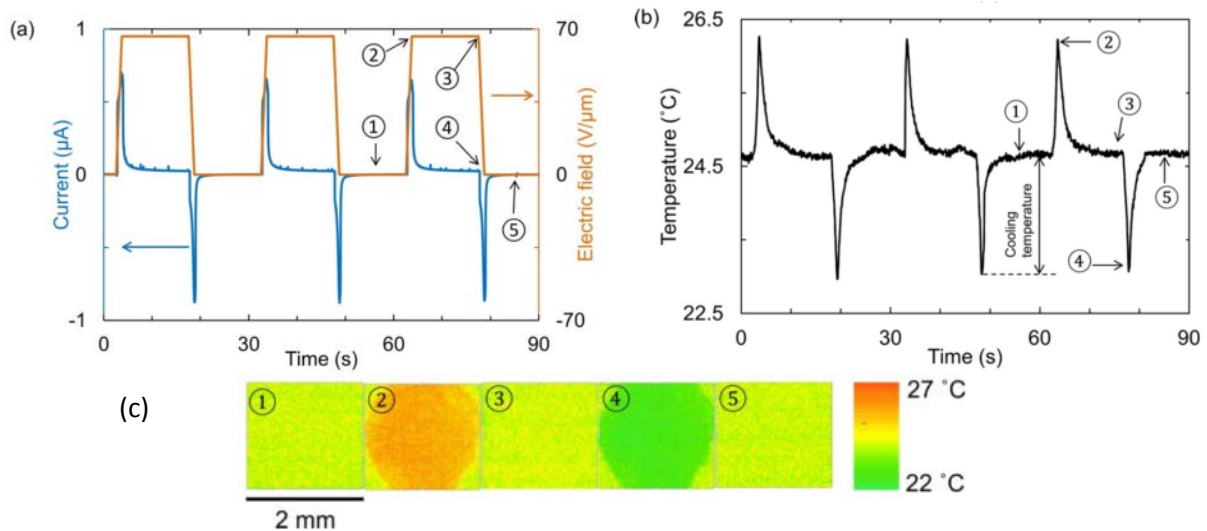 (a)
1
0
-1
Current (μA)
70
0
-70
Electric field (V/μm)
①
②
③
④
⑤
0
30
60
90
Time (s)
(b)
26.5
24.5
22.5
Temperature (˚C)
①
②
③
④
⑤
Cooling
temperature
0
30
60
90
Time (s)
(c)
①
②
③
④
⑤
2 mm
27 ˚C
22 ˚C